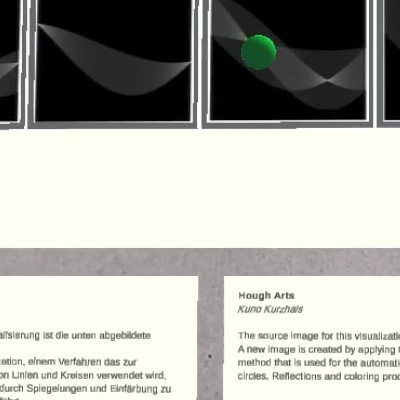 alisierung ist die unten abgebildete
ation, einem Verfahren das zur
on Linien und Kreisen verwendet wird,
durch Spiegelungen und Einfärbung zu
Hough Arts
Kuno Kurzhals
The source image for this visualizati
A new image is created by applying t
method that is used for the automati
circles. Reflections and coloring proc